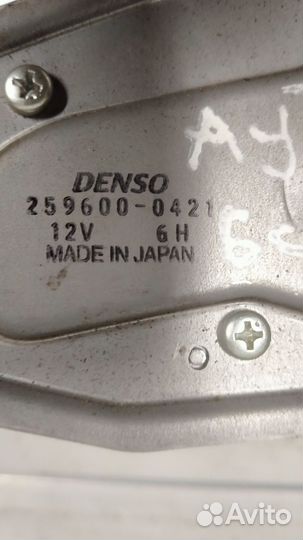 DENSO
259600-0421
12V 6H
MADE IN JAPAN
Avito